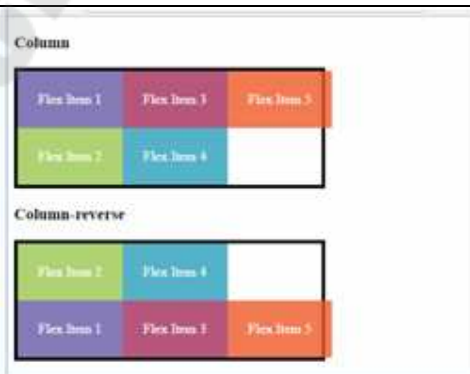 Column
Flex Item 1 Flex Item 3 Flex Item 5
Flex Item 2 Flex Item 4
Column-reverse
Flex Item 2 Flex Item 4
Flex Item 1 Flex Item 3 Flex Item 5